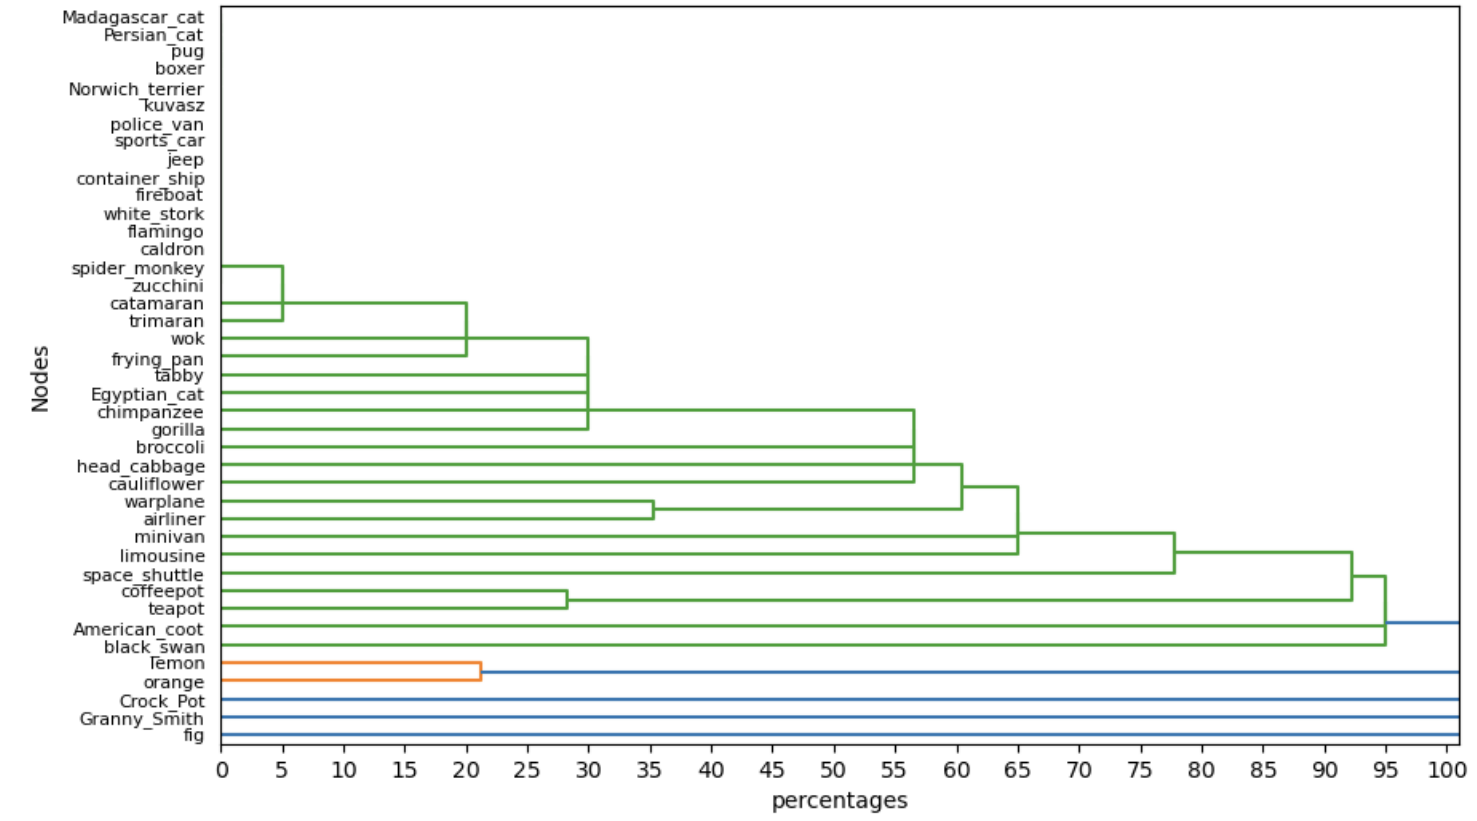 Madagascar_cat
Persian_cat
pug
boxer
Norwich_terrier
kuvasz
police_van
sports_car
jeep
container_ship
fireboat
white_stork
flamingo
caldron
spider_monkey
zucchini
catamaran
trimaran
wok
frying_pan
tabby
Egyptian_cat
chimpanzee
gorilla
broccoli
head_cabbage
cauliflower
warplane
airliner
minivan
limousine
space_shuttle
coffeepot
teapot
American_coot
black_swan
lemon
orange
Crock_Pot
Granny_Smith
fig
Nodes
0 5 10 15 20 25 30 35 40 45 50 55 60 65 70 75 80 85 90 95 100
percentages